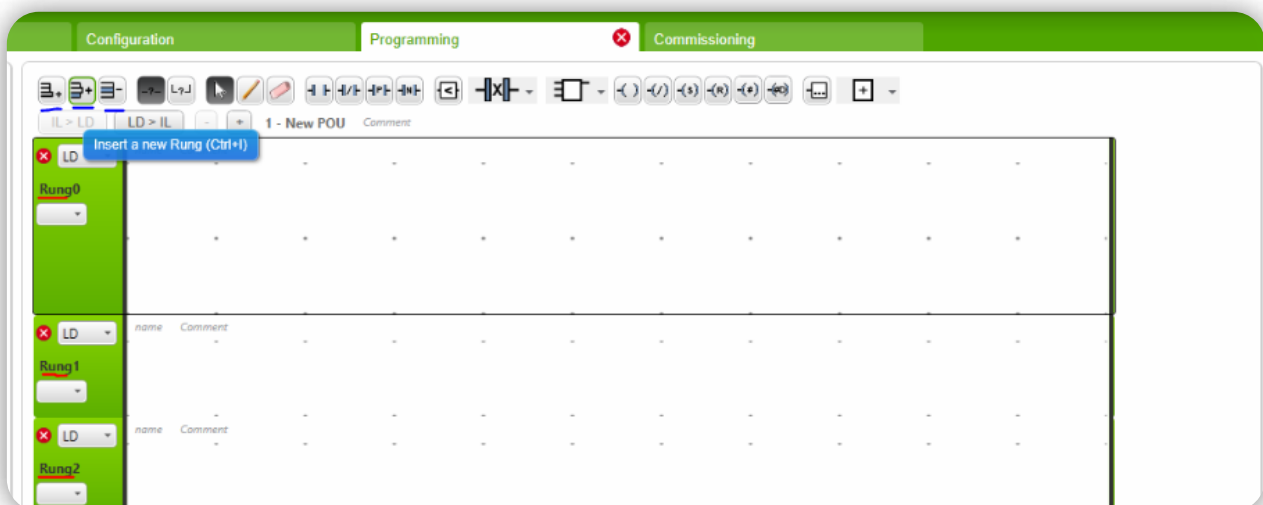 Configuration
Programming
Commissioning
IL > LD
LD > IL
-
+
1 - New POU
Comment
Insert a new Rung (Ctrl+I)
LD
Rung0
LD
name
Comment
Rung1
LD
name
Comment
Rung2